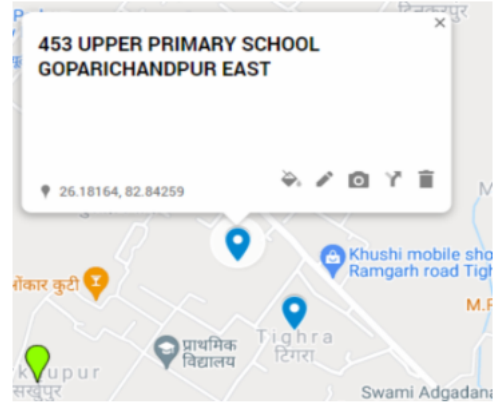 453 UPPER PRIMARY SCHOOL
GOPARICHANDPUR EAST
26.18164, 82.84259
Khushi mobile sho
Ramgarh road Tigh
कार कुटी
M.F
Tighra
टिगरा
प्राथमिक
विद्यालय
upur
Swami Adgadana